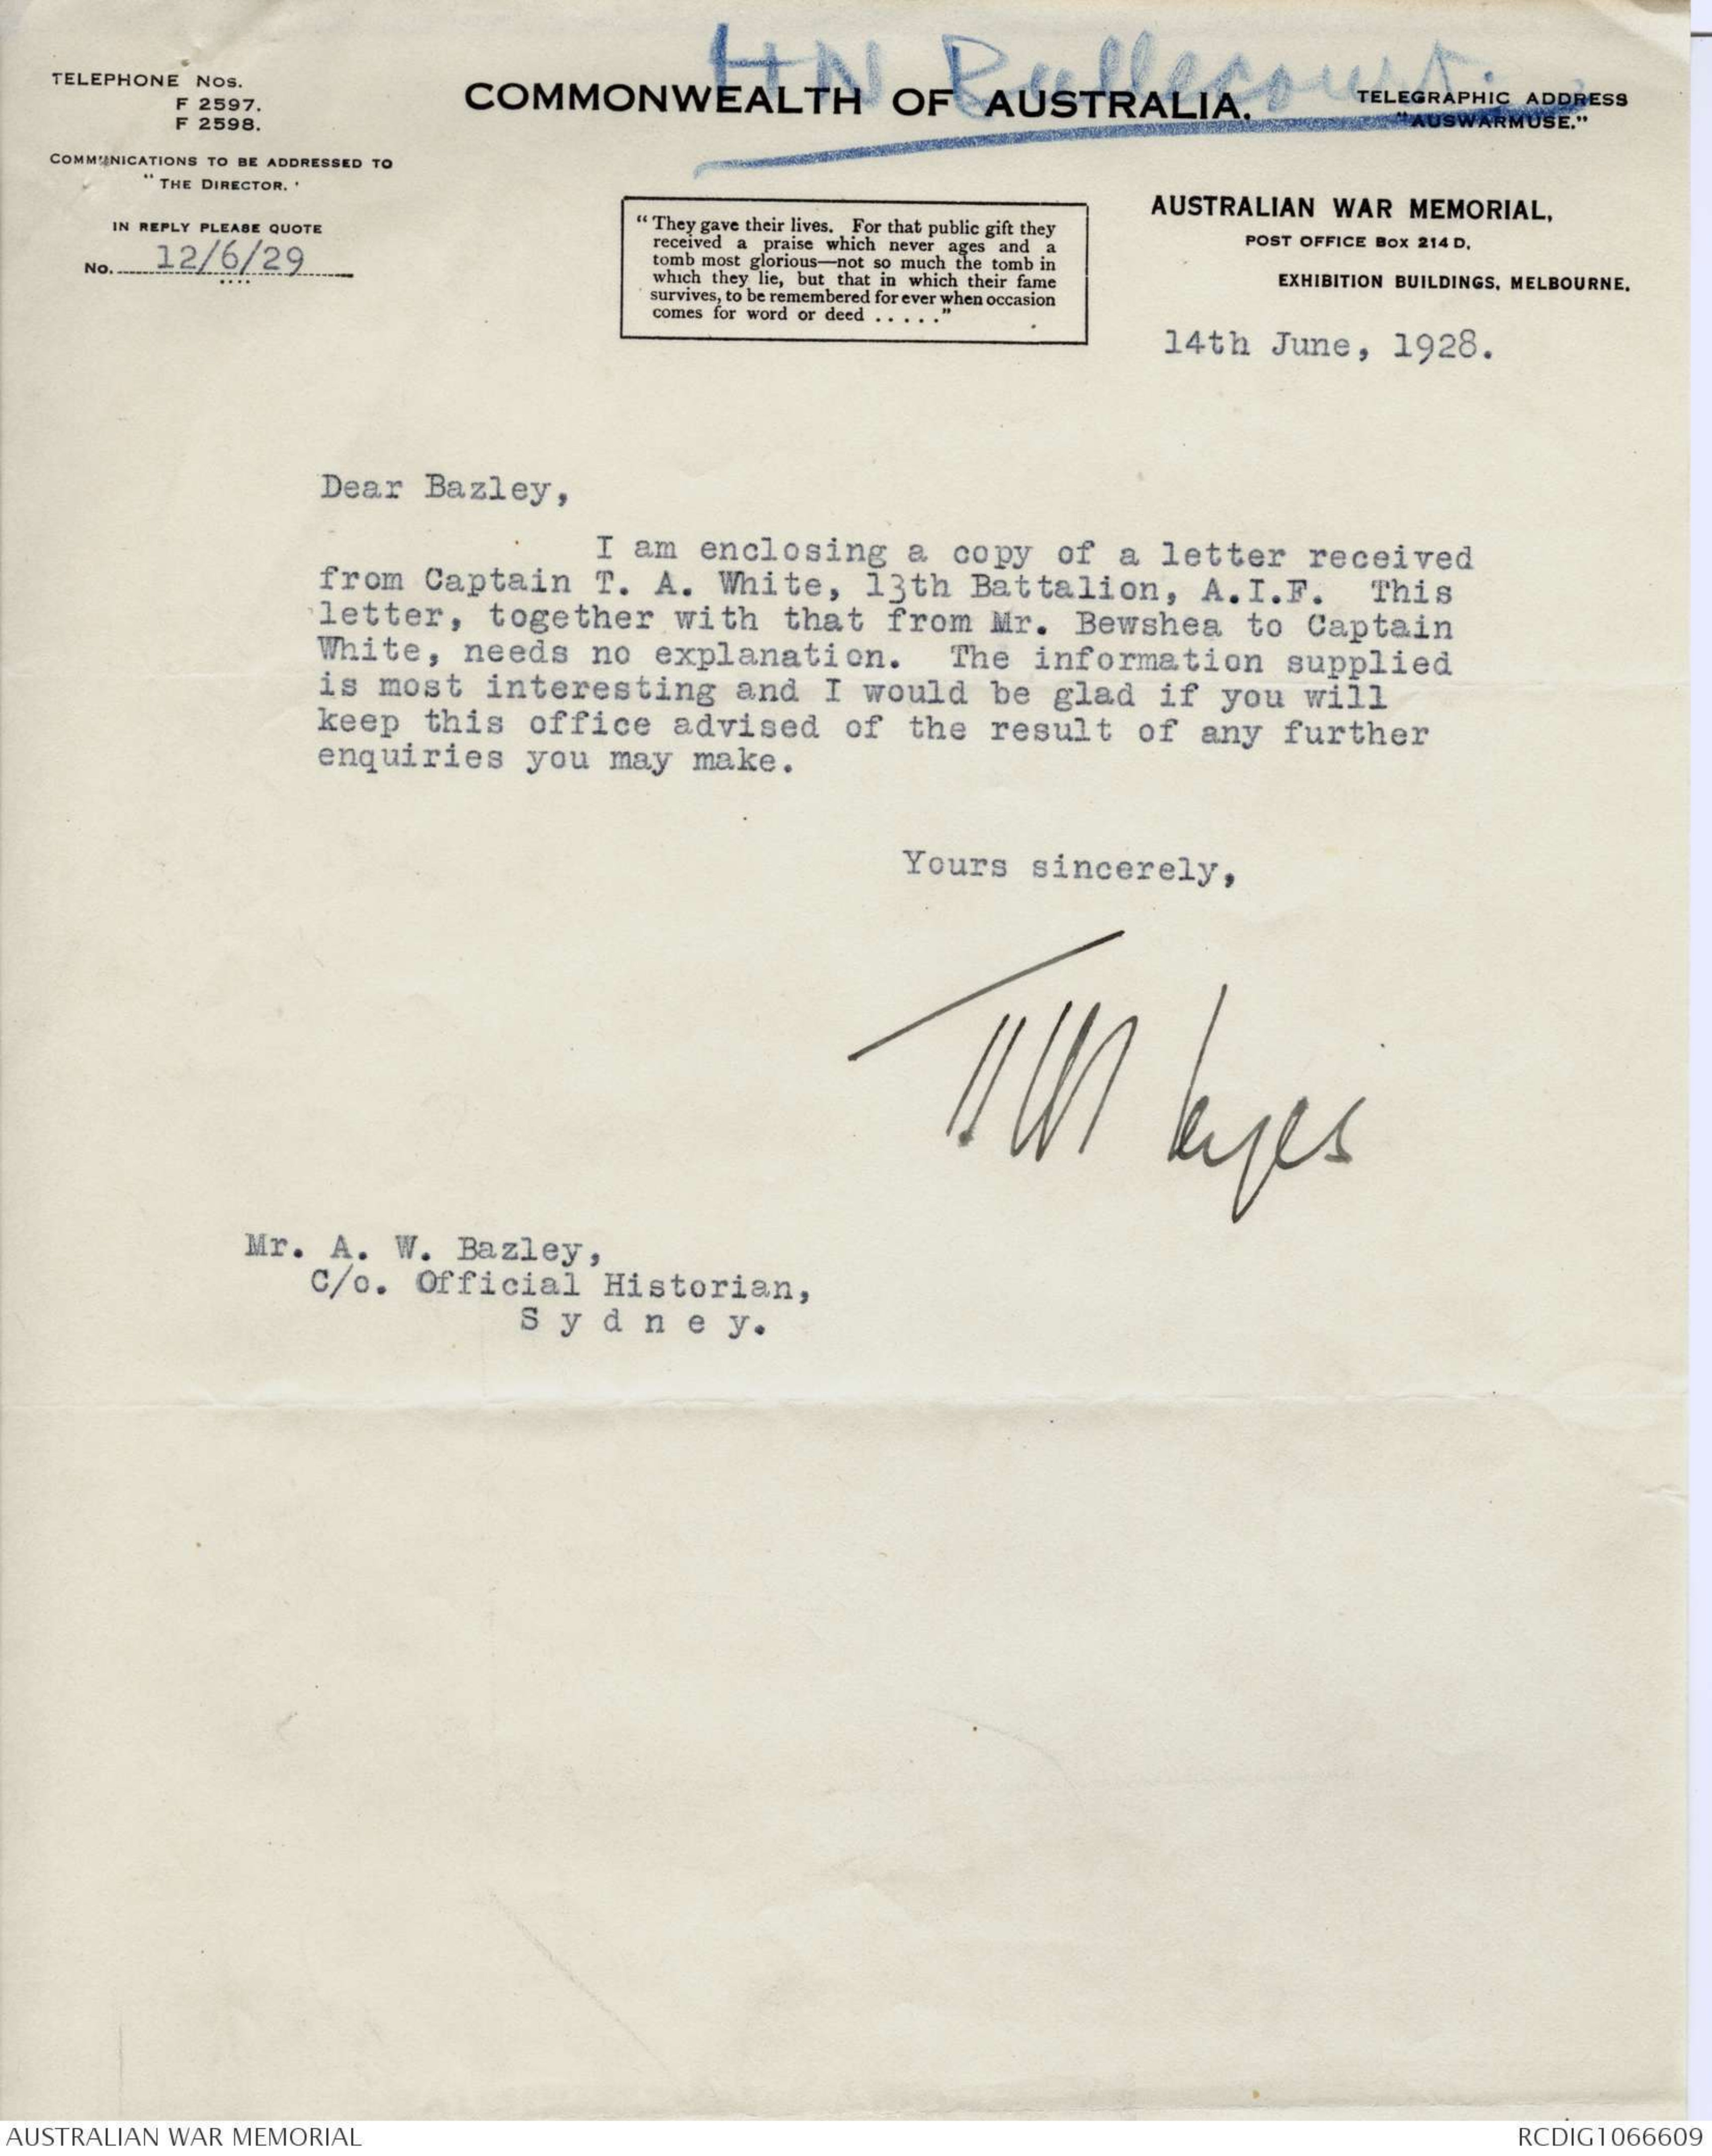 HN Bullecourt
TELEPHONE NOS.
F 2597.
F 2598.
COMMUNICATIONS TO BE ADDRESSED TO
"THE DIRECTOR.'
IN REPLY PLEASE QUOTE
No. 12/6/29
COMMONWEALTH OF AUSTRALIA.
TELEGRAPHIC ADDRESS
"AUSWARMUSE."
"They gave their lives. For that public gift they
received a praise which never ages and a
tomb most glorious—not so much the tomb in
which they lie, but that in which their fame
survives, to be remembered for ever when occasion
comes for word or deed ....."
AUSTRALIAN WAR MEMORIAL,
POST OFFICE BOX 214 D,
EXHIBITION BUILDINGS, MELBOURNE.
14th June, 1928.
Dear Bazley,
I am enclosing a copy of a letter received
from Captain T. A. White, 13th Battalion, A.I.F. This
letter, together with that from Mr. Bewshea to Captain
White, needs no explanation. The information supplied
is most interesting and I would be glad if you will
keep this office advised of the result of any further
enquiries you may make.
Yours sincerely,
Mr. A. W. Bazley,
C/o. Official Historian,
S y d n e y.
AUSTRALIAN WAR MEMORIAL
RCDIG1066609